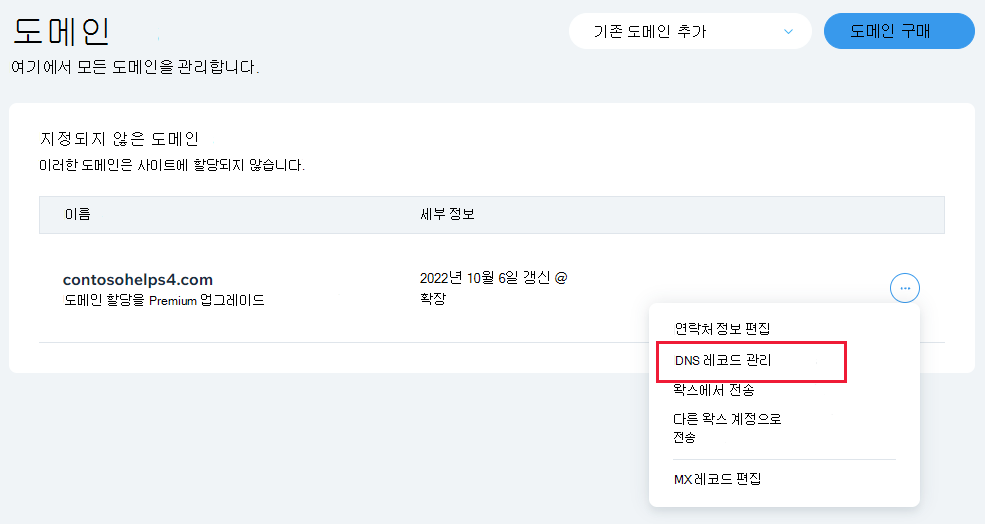 도메인
기존 도메인 추가
도메인 구매
여기에서 모든 도메인을 관리합니다.
지정되지 않은 도메인
이러한 도메인은 사이트에 할당되지 않습니다.
이름
세부 정보
contosohelps4.com
2022년 10월 6일 갱신 @
도메인 할당을 Premium 업그레이드
확장
연락처 정보 편집
DNS 레코드 관리
왁스에서 전송
다른 왁스 계정으로
전송
MX 레코드 편집